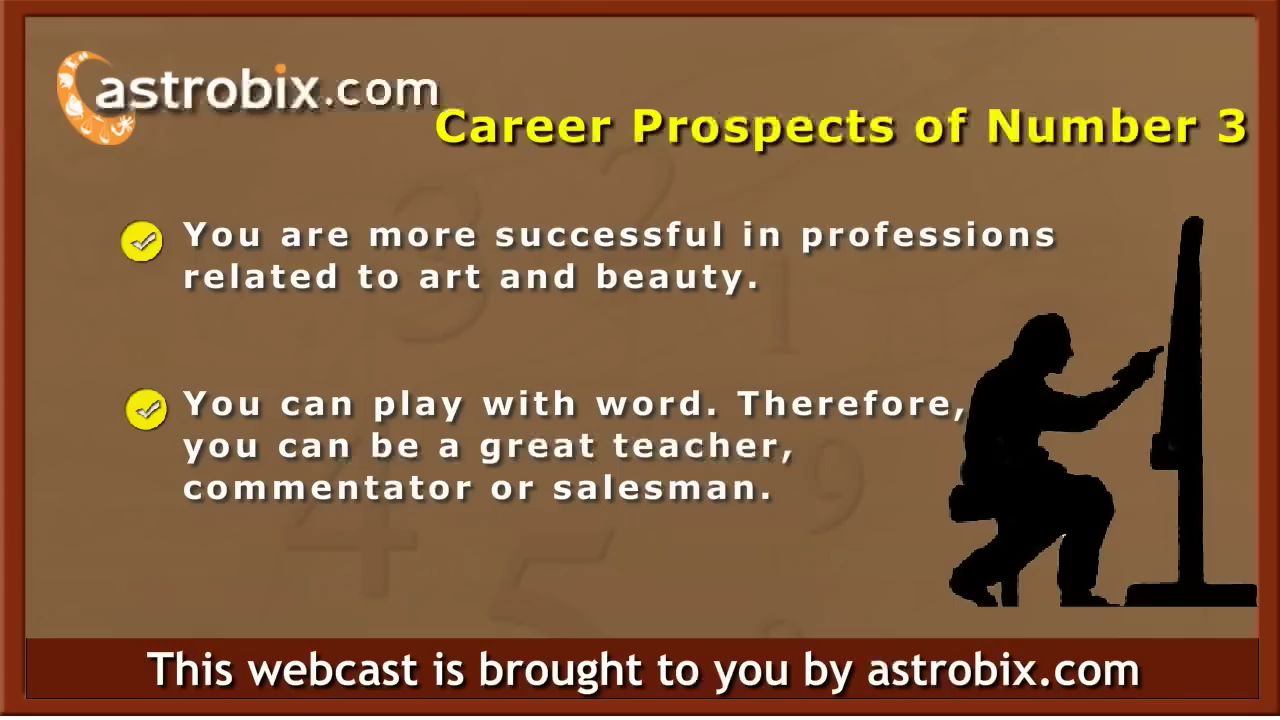 astrobix.com
Career Prospects of Number 3
You are more successful in professions
related to art and beauty.
You can play with word. Therefore,
you can be a great teacher,
commentator or salesman.
This webcast is brought to you by astrobix.com